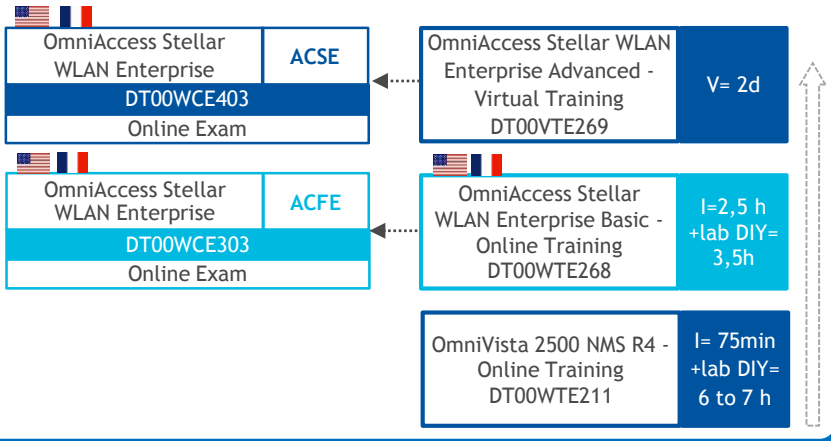 OmniAccess Stellar
WLAN Enterprise
ACSE
DT00WCE403
Online Exam
OmniAccess Stellar WLAN
Enterprise Advanced -
Virtual Training
DT00VTE269
V= 2d
OmniAccess Stellar
WLAN Enterprise
ACFE
DT00WCE303
Online Exam
OmniAccess Stellar
WLAN Enterprise Basic -
Online Training
DT00WTE268
I=2,5 h
+lab DIY=
3,5h
OmniVista 2500 NMS R4 -
Online Training
DT00WTE211
I= 75min
+lab DIY=
6 to 7 h